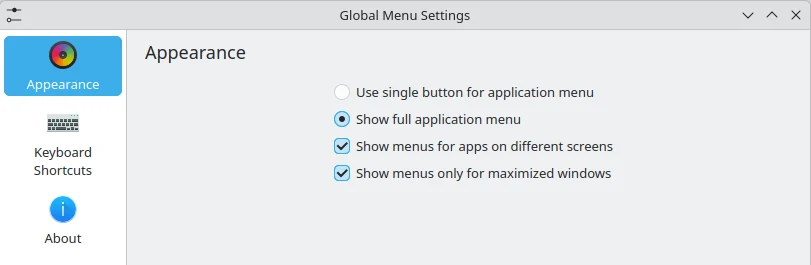 Global Menu Settings
Appearance
Appearance
Use single button for application menu
Show full application menu
Show menus for apps on different screens
Show menus only for maximized windows
Keyboard
Shortcuts
About